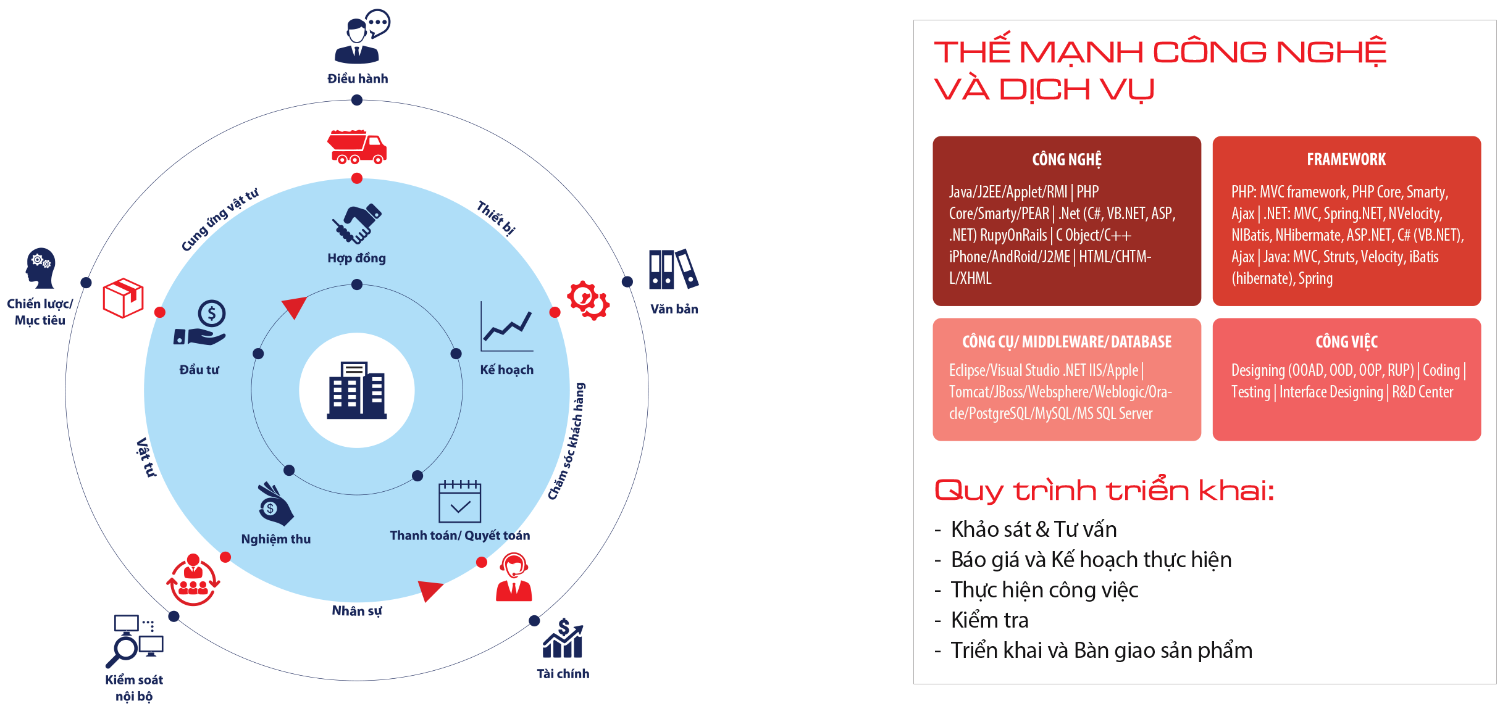 Điều hành
Cung ứng vật tư
Thiết bị
Hợp đồng
Chiến lược/
Mục tiêu
Văn bản
Đầu tư
$
Kế hoạch
Vật tư
Chăm sóc khách hàng
$
Nghiệm thu
Thanh toán/ Quyết toán
Nhân sự
Kiểm soát
nội bộ
$
Tài chính
THẾ MẠNH CÔNG NGHỆ
VÀ DỊCH VỤ
CÔNG NGHỆ
Java/J2EE/Applet/RMI | PHP
Core/Smarty/PEAR | .Net (C#, VB.NET, ASP,
.NET) RupyOnRails | C Object/C++
iPhone/AndRoid/J2ME | HTML/CHTM-
L/XHML
FRAMEWORK
PHP: MVC framework, PHP Core, Smarty,
Ajax | .NET: MVC, Spring.NET, NVelocity,
NIBatis, NHibermate, ASP.NET, C# (VB.NET),
Ajax | Java: MVC, Struts, Velocity, iBatis
(hibernate), Spring
CÔNG CỤ/ MIDDLEWARE/ DATABASE
Eclipse/Visual Studio .NET IIS/Apple |
Tomcat/JBoss/Websphere/Weblogic/Ora-
cle/PostgreSQL/MySQL/MS SQL Server
CÔNG VIỆC
Designing (OOAD, OOD, OOP, RUP) | Coding |
Testing | Interface Designing | R&D Center
Quy trình triển khai:
- Khảo sát & Tư vấn
- Báo giá và Kế hoạch thực hiện
- Thực hiện công việc
- Kiểm tra
- Triển khai và Bàn giao sản phẩm